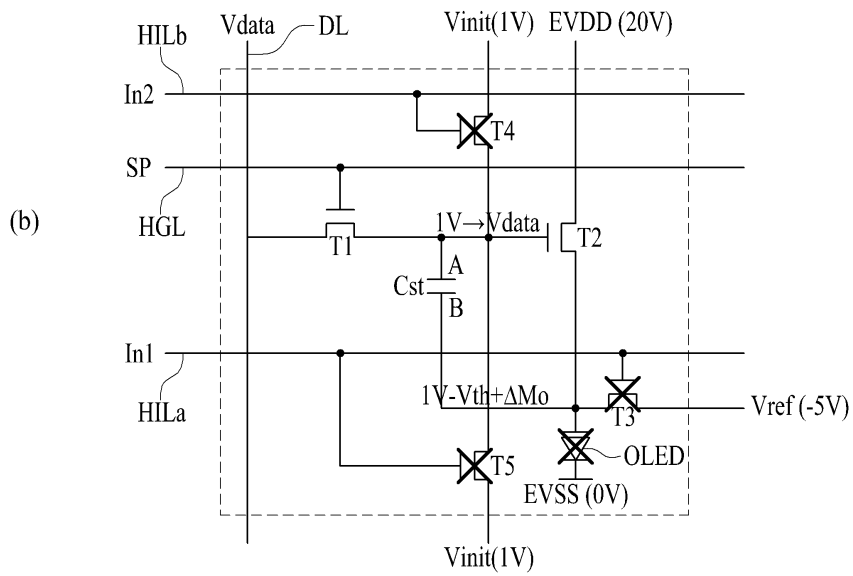 HILb
Vdata
DL
Vinit(1V)
EVDD (20V)
In2
T4
SP
(b)
HGL
1V→Vdata
T1
T2
A
Cst
B
In1
HILa
1V-Vth+ΔMo
T3
Vref (-5V)
T5
OLED
EVSS (0V)
Vinit(1V)